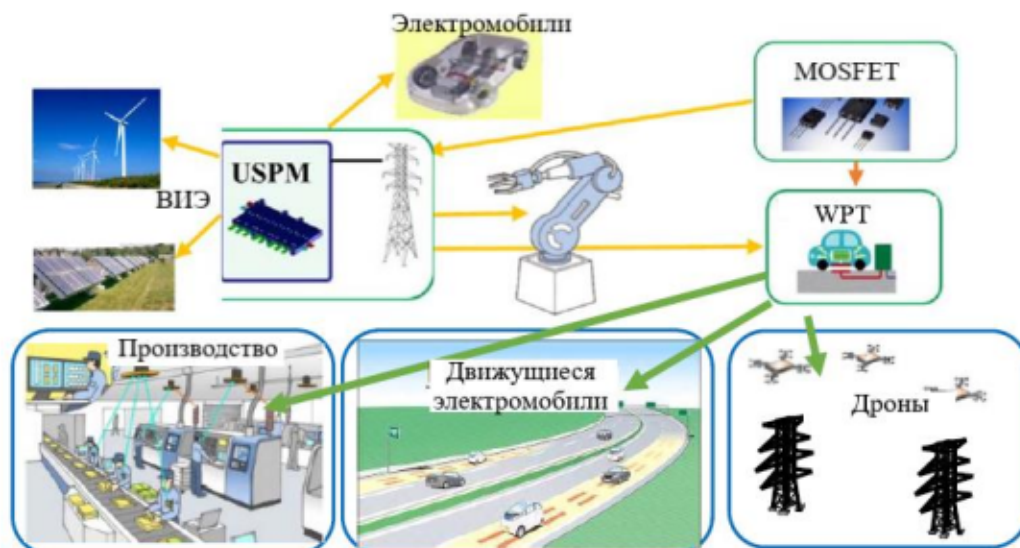 Электромобили
MOSFET
USPM
ВИЭ
WPT
Производство
Движущиеся
электромобили
Дроны